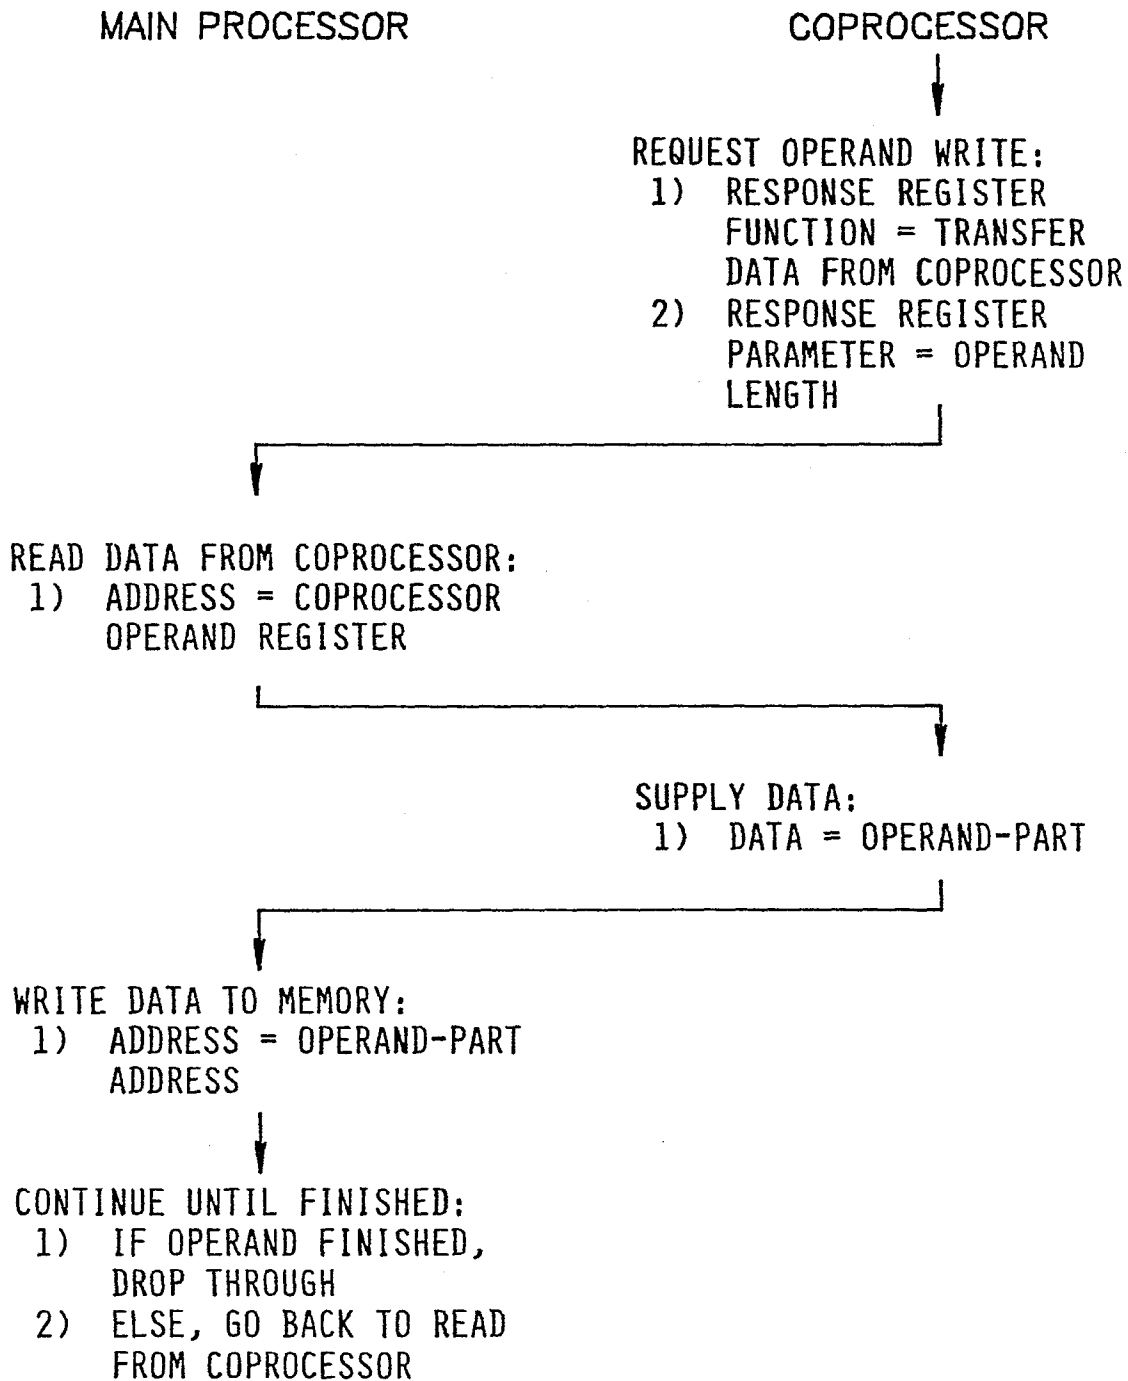 MAIN PROCESSOR
COPROCESSOR
REQUEST OPERAND WRITE:
1) RESPONSE REGISTER
FUNCTION = TRANSFER
DATA FROM COPROCESSOR
2) RESPONSE REGISTER
PARAMETER = OPERAND
LENGTH
READ DATA FROM COPROCESSOR:
1) ADDRESS = COPROCESSOR
OPERAND REGISTER
SUPPLY DATA:
1) DATA = OPERAND-PART
WRITE DATA TO MEMORY:
1) ADDRESS = OPERAND-PART
ADDRESS
CONTINUE UNTIL FINISHED:
1) IF OPERAND FINISHED,
DROP THROUGH
2) ELSE, GO BACK TO READ
FROM COPROCESSOR